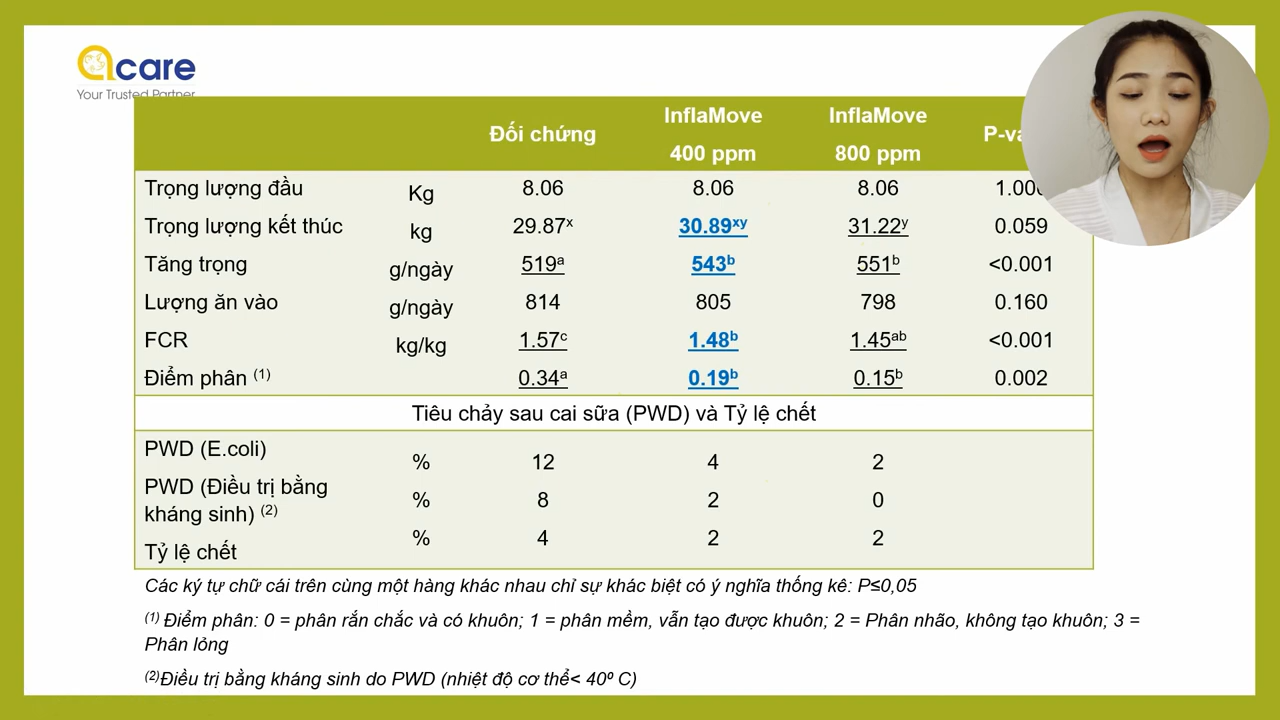 acare
Your Trusted Partner
Đối chứng InflaMove 400 ppm InflaMove 800 ppm
Trọng lượng đầu Kg 8.06 8.06 8.06
Trọng lượng kết thúc kg 29.87ˣ 30.89ˣʸ 31.22ʸ 0.059
Tăng trọng g/ngày 519ᵃ 543ᵇ 551ᵇ <0.001
Lượng ăn vào g/ngày 814 805 798 0.160
FCR kg/kg 1.57ᶜ 1.48ᵇ 1.45ᵃᵇ <0.001
Điểm phân ⁽¹⁾ 0.34ᵃ 0.19ᵇ 0.15ᵇ 0.002
Tiêu chảy sau cai sữa (PWD) và Tỷ lệ chết
PWD (E.coli) % 12 4 2
PWD (Điều trị bằng kháng sinh) ⁽²⁾ % 8 2 0
Tỷ lệ chết % 4 2 2
Các ký tự chữ cái trên cùng một hàng khác nhau chỉ sự khác biệt có ý nghĩa thống kê: P≤0,05
⁽¹⁾ Điểm phân: 0 = phân rắn chắc và có khuôn; 1 = phân mềm, vẫn tạo được khuôn; 2 = Phân nhão, không tạo khuôn; 3 =
Phân lỏng
⁽²⁾Điều trị bằng kháng sinh do PWD (nhiệt độ cơ thể< 40⁰ C)